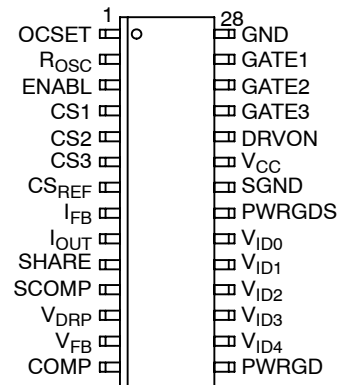 1 28
OCSET GND
ROSC GATE1
ENABL GATE2
CS1 GATE3
CS2 DRVON
CS3 VCC
CSREF SGND
IFB PWRGDS
IOUT VID0
SHARE VID1
SCOMP VID2
VDRP VID3
VFB VID4
COMP PWRGD